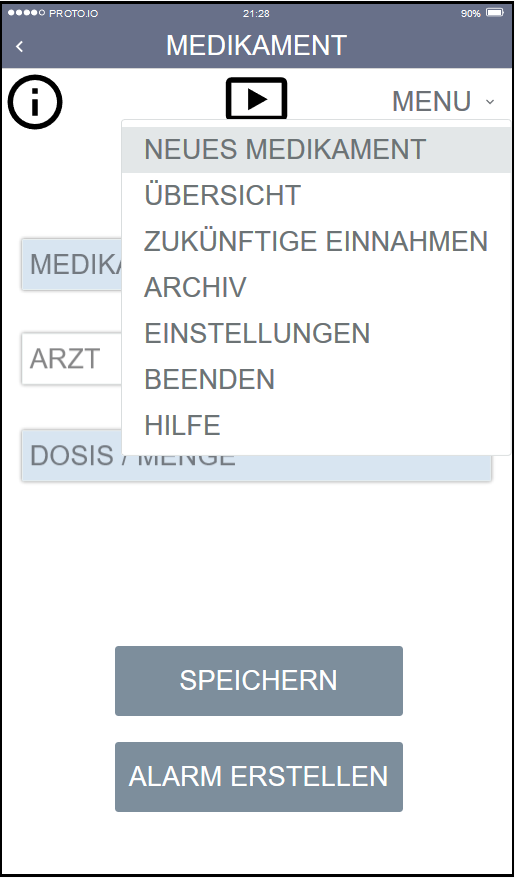 PROTO.IO 21:28 90%
MEDIKAMENT
MENU
NEUES MEDIKAMENT
ÜBERSICHT
ZUKÜNFTIGE EINNAHMEN
ARCHIV
EINSTELLUNGEN
BEENDEN
HILFE
MEDIKA
ARZT
DOSIS / MENGE
SPEICHERN
ALARM ERSTELLEN